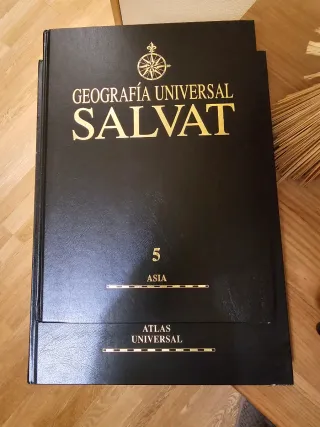 GEOGRAFÍA UNIVERSAL
SALVAT
5
ASIA
ATLAS
UNIVERSAL